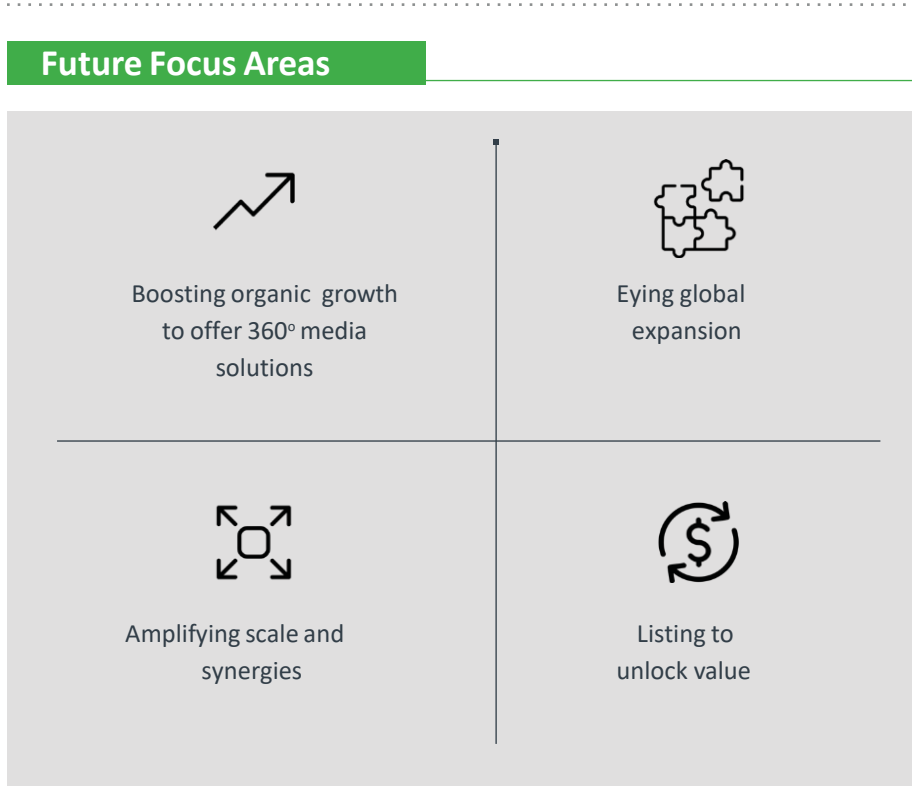 Future Focus Areas
Boosting organic growth
to offer 360° media
solutions
Eying global
expansion
Amplifying scale and
synergies
Listing to
unlock value